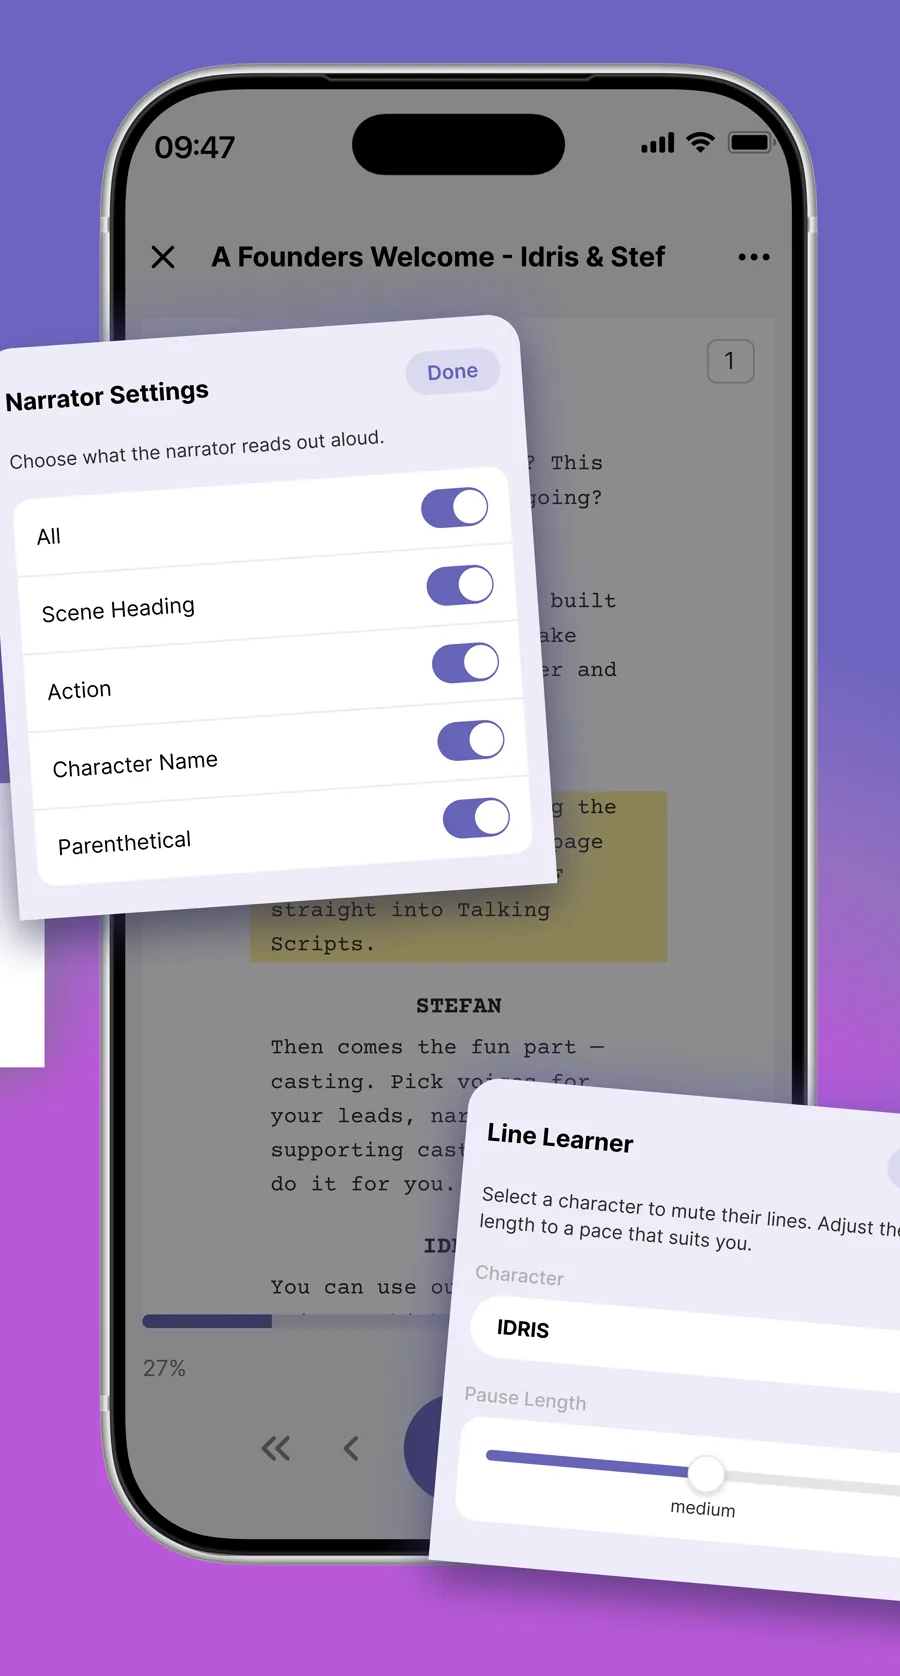 09:47
A Founders Welcome - Idris & Stef
1
Narrator Settings
Done
Choose what the narrator reads out aloud.
All
Scene Heading
Action
Character Name
Parenthetical
? This
going?
built
er and
g the
page
straight into Talking
Scripts.
STEFAN
Then comes the fun part —
casting. Pick voices for
your leads, nar
supporting cast
do it for you.
You can use ou
27%
Line Learner
Select a character to mute their lines. Adjust the
length to a pace that suits you.
Character
IDRIS
Pause Length
medium